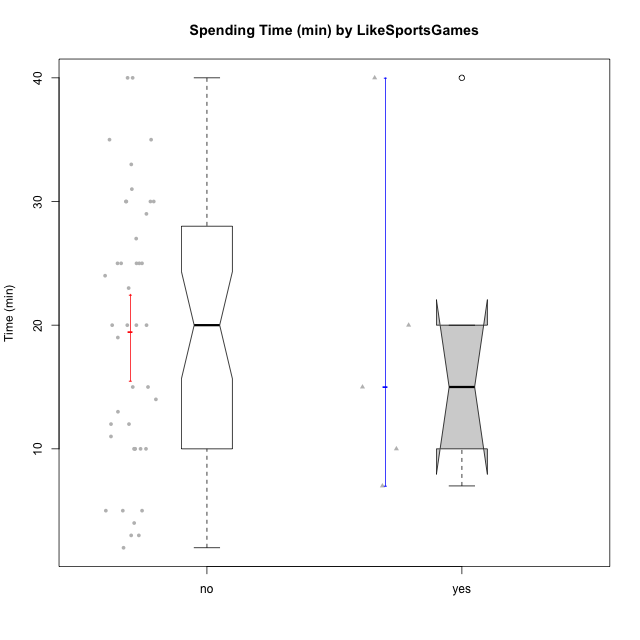 Spending Time (min) by LikeSportsGames
Time (min)
40
30
20
10
no
yes